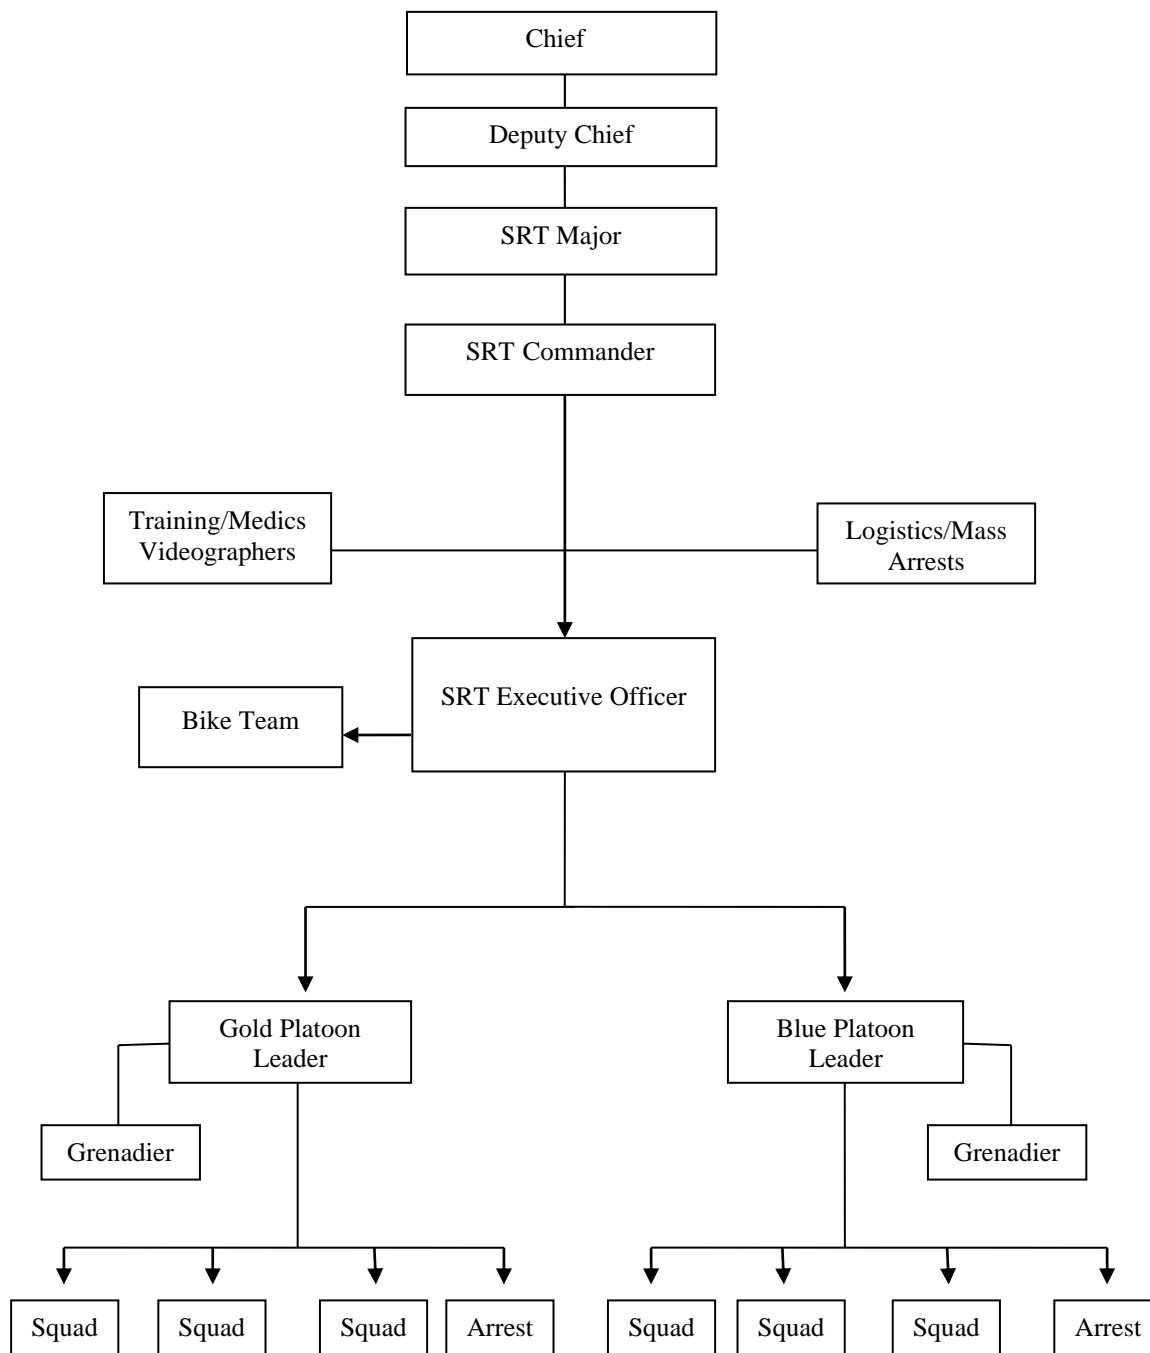 Chief
Deputy Chief
SRT Major
SRT Commander
Training/Medics
Videographers
Logistics/Mass
Arrests
SRT Executive Officer
Bike Team
Gold Platoon
Leader
Blue Platoon
Leader
Grenadier
Grenadier
Squad
Squad
Squad
Arrest
Squad
Squad
Squad
Arrest